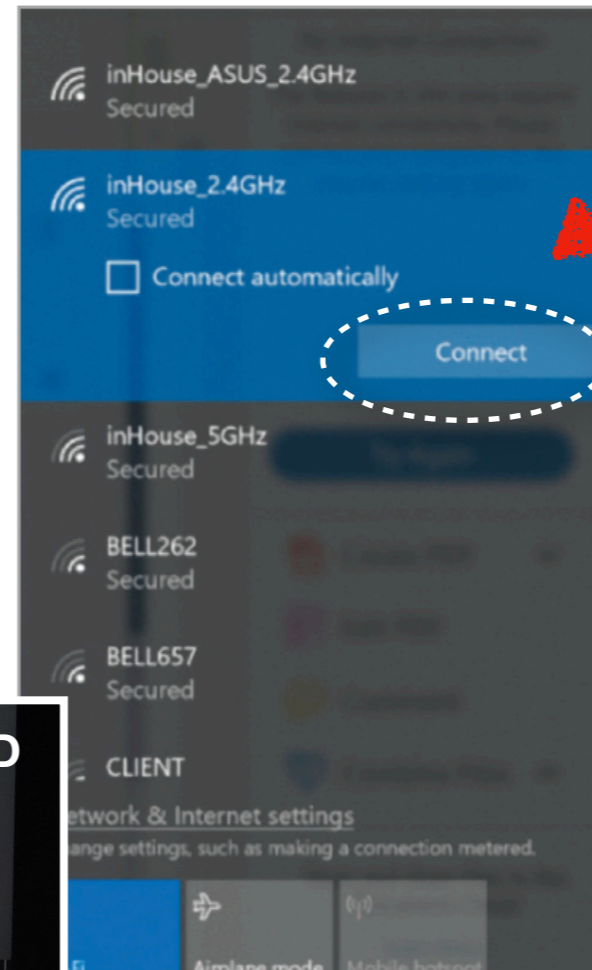 inHouse_ASUS_2.4GHz
Secured
inHouse_2.4GHz
Secured
Connect automatically
Connect
inHouse_5GHz
Secured
BELL262
Secured
BELL657
Secured
CLIENT
etwork & Internet settings
ange settings, such as making a connection metered.
Airplane mode
Mobile hotspot